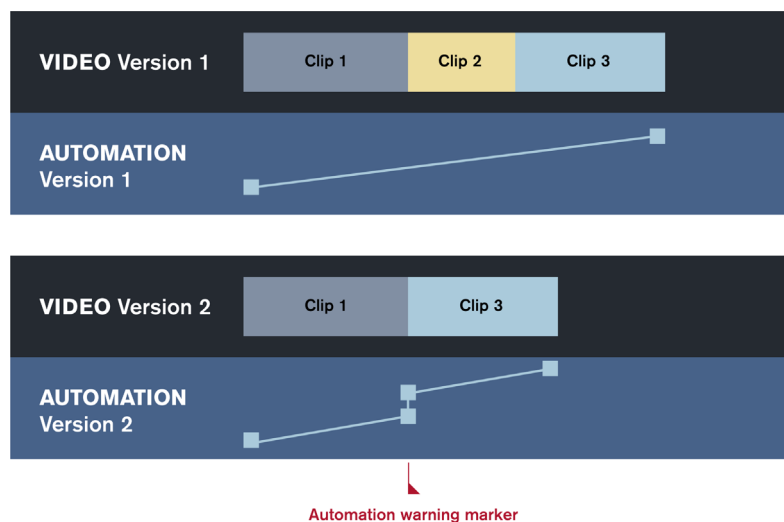 VIDEO Version 1
Clip 1
Clip 2
Clip 3
AUTOMATION
Version 1
VIDEO Version 2
Clip 1
Clip 3
AUTOMATION
Version 2
Automation warning marker